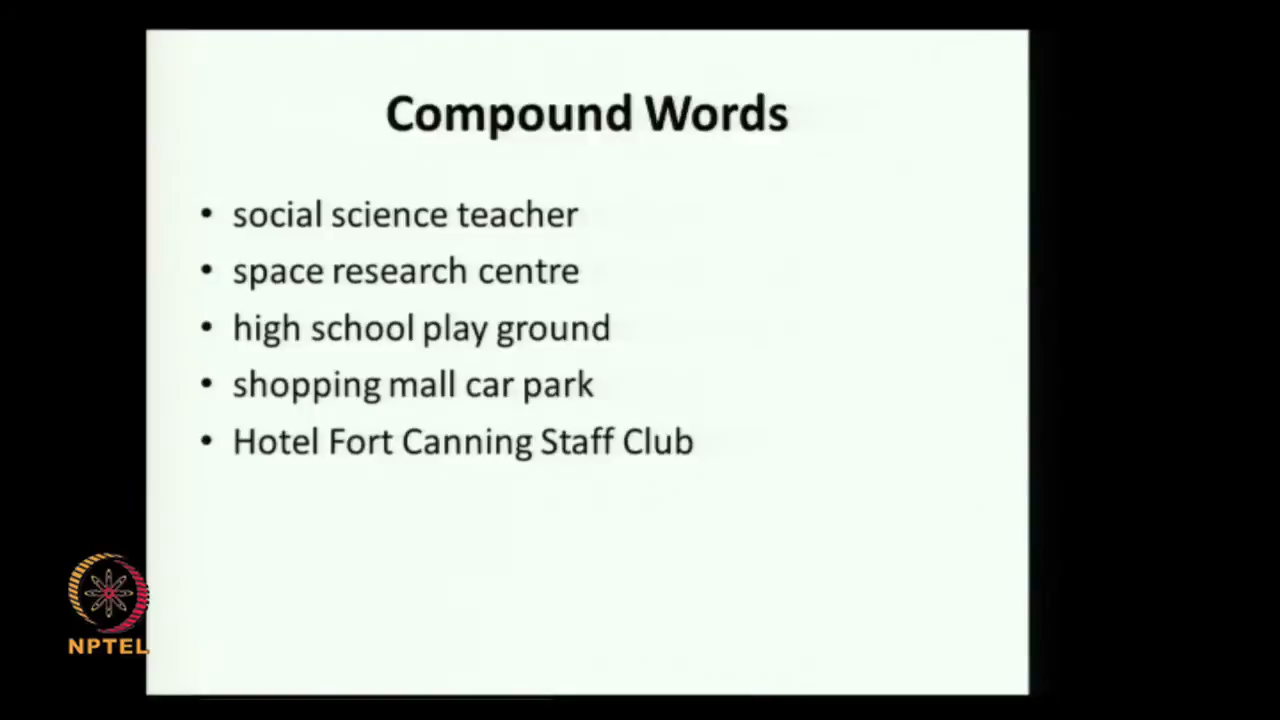 Compound Words
• social science teacher
• space research centre
• high school play ground
• shopping mall car park
• Hotel Fort Canning Staff Club
NPTEL